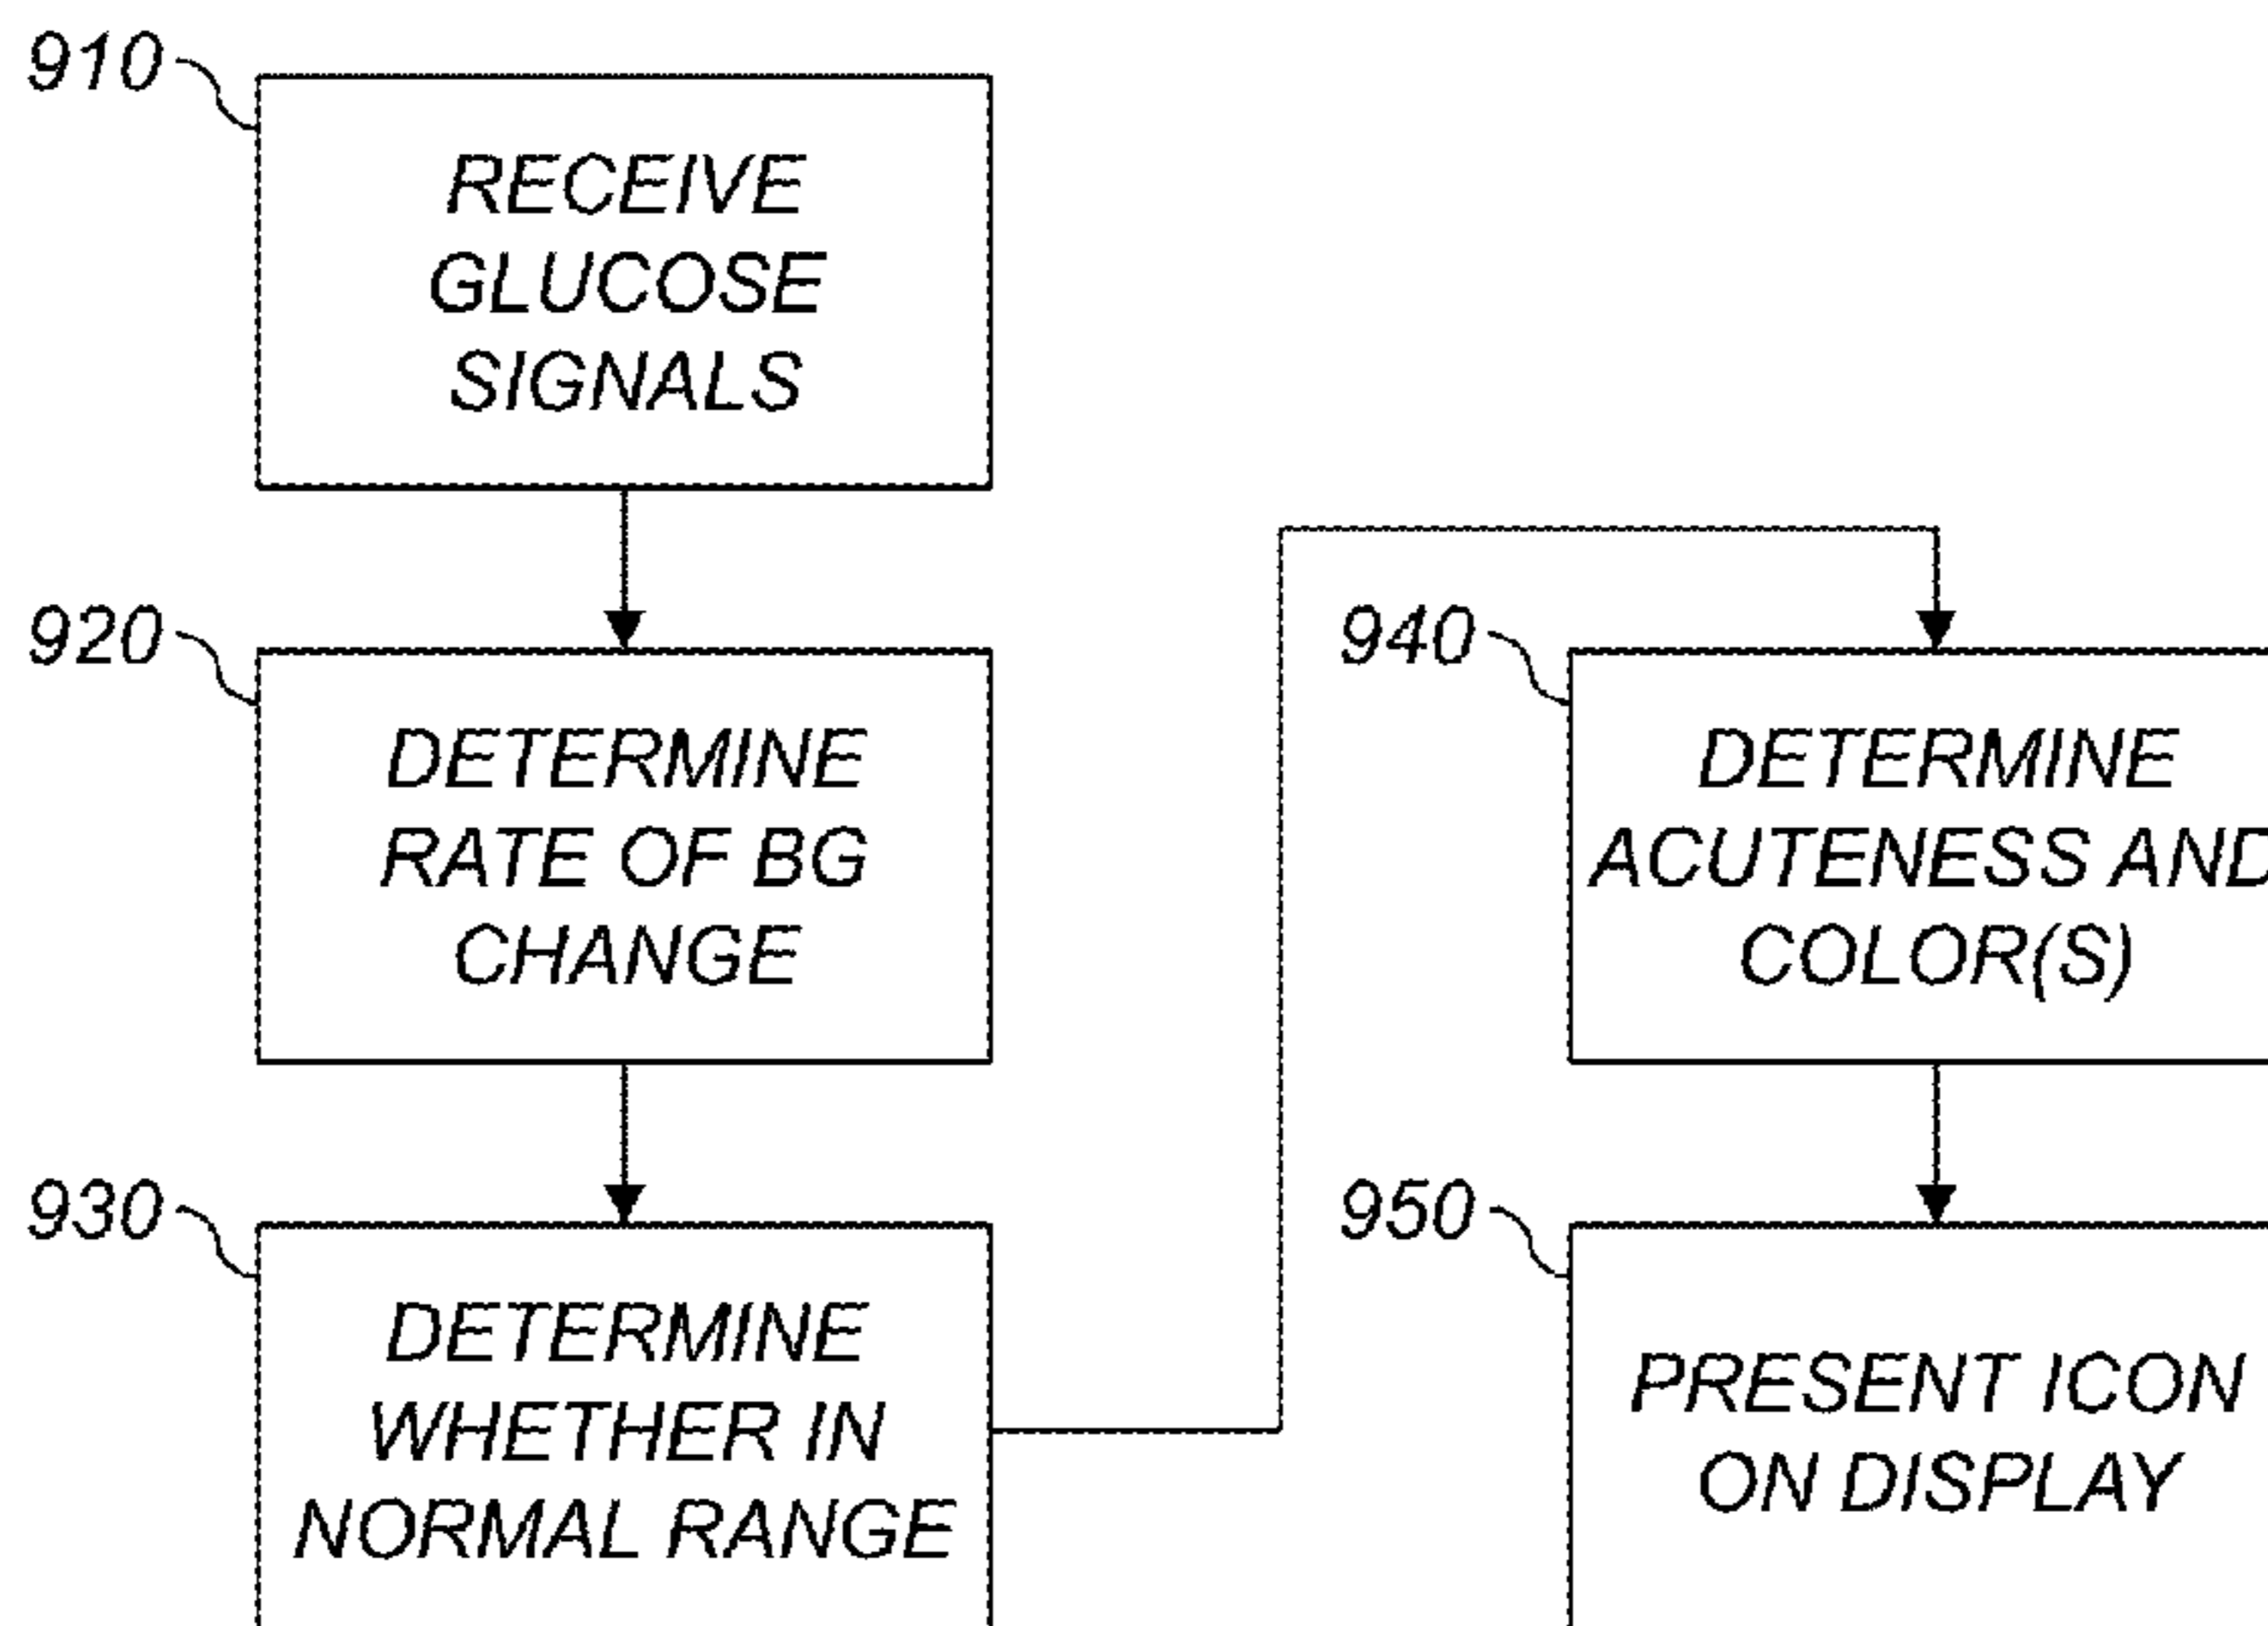 910
RECEIVE
GLUCOSE
SIGNALS
920
DETERMINE
RATE OF BG
CHANGE
930
DETERMINE
WHETHER IN
NORMAL RANGE
940
DETERMINE
ACUTENESS AND
COLOR(S)
950
PRESENT ICON
ON DISPLAY